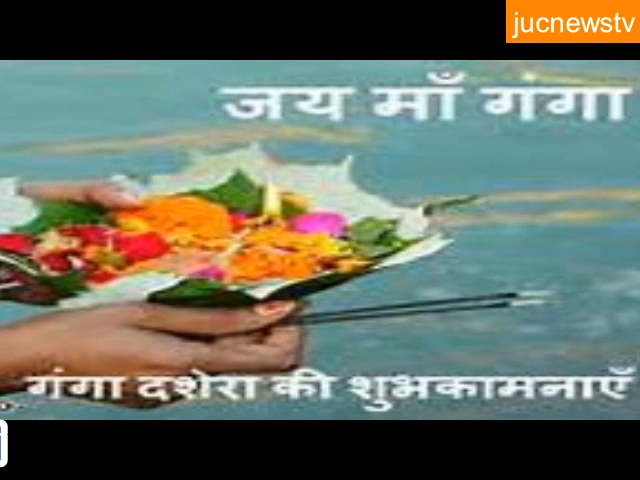 jucnewstv
जय माँ गंगा
गंगा दशेरा की शुभकामनाएँ